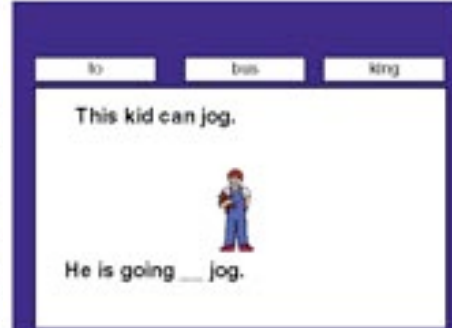 to bus king
This kid can jog.
He is going __ jog.